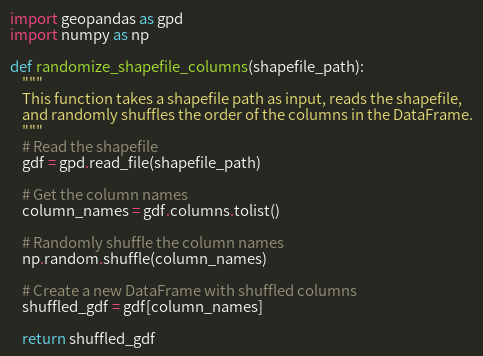 import geopandas as gpd
import numpy as np

def randomize_shapefile_columns(shapefile_path):
    """
    This function takes a shapefile path as input, reads the shapefile,
    and randomly shuffles the order of the columns in the DataFrame.
    """
    # Read the shapefile
    gdf = gpd.read_file(shapefile_path)

    # Get the column names
    column_names = gdf.columns.tolist()

    # Randomly shuffle the column names
    np.random.shuffle(column_names)

    # Create a new DataFrame with shuffled columns
    shuffled_gdf = gdf[column_names]

    return shuffled_gdf